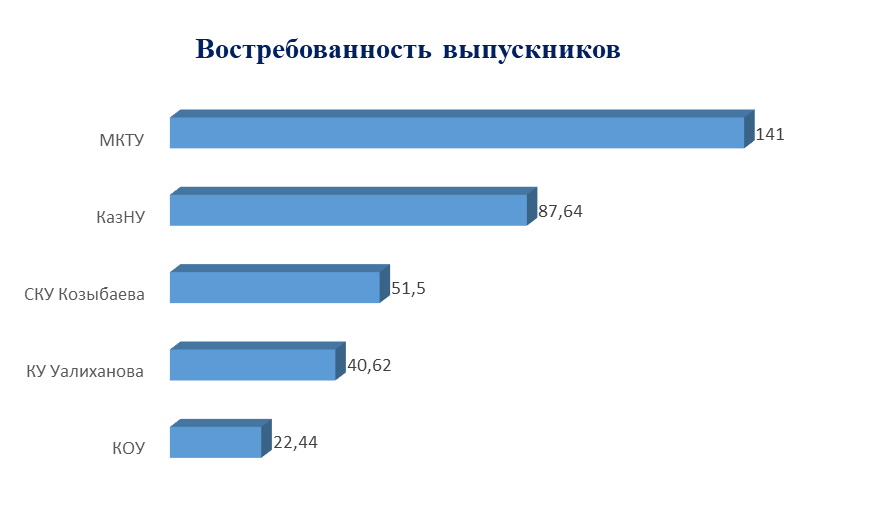 Востребованность выпускников
МКТУ
141
КазНУ
87,64
СКУ Козыбаева
51,5
КУ Уалиханова
40,62
КОУ
22,44